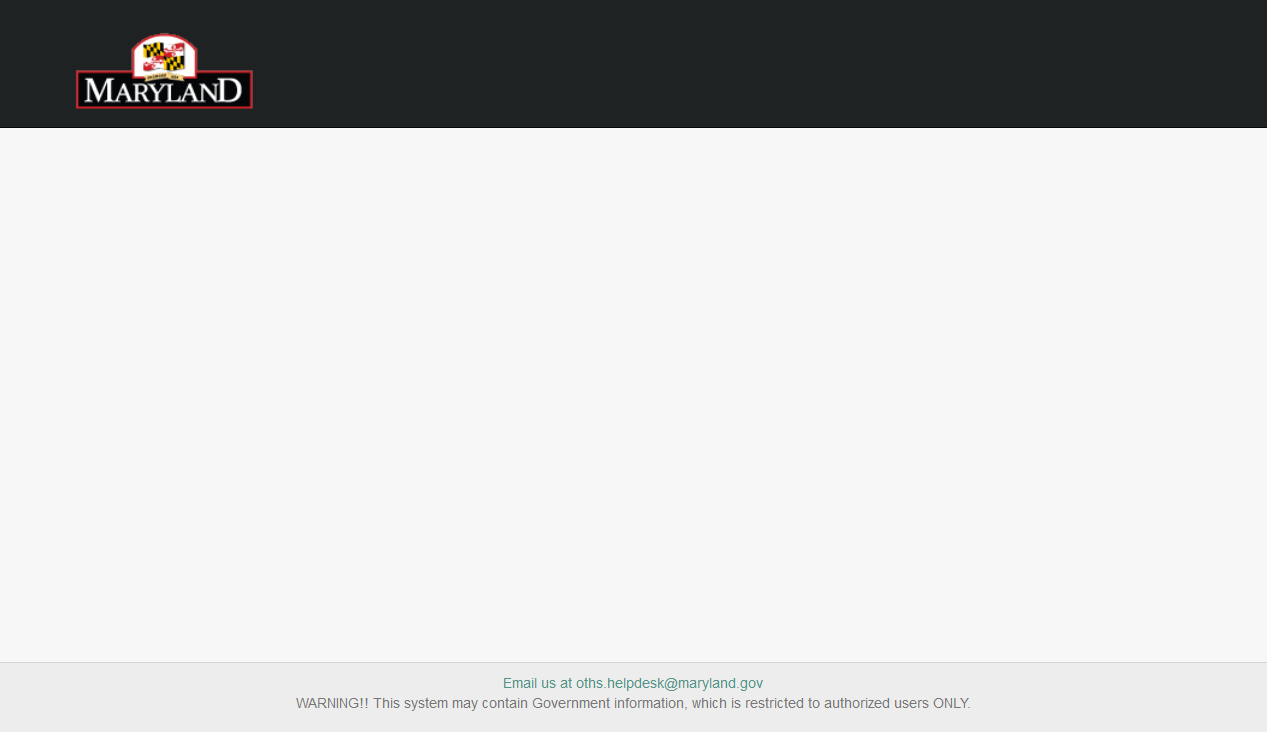 MARYLAND
Email us at oths.helpdesk@maryland.gov
WARNING!! This system may contain Government information, which is restricted to authorized users ONLY.